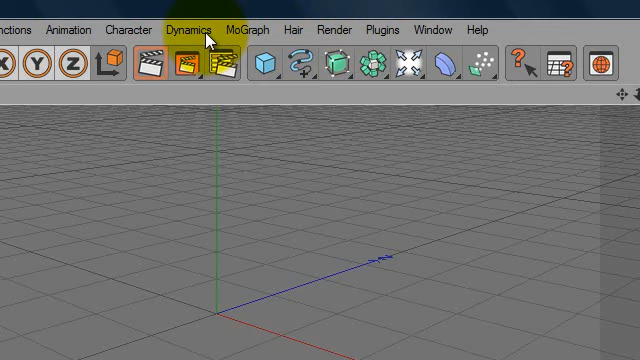 nctions Animation Character Dynamics MoGraph Hair Render Plugins Window Help
X Y Z ? ?